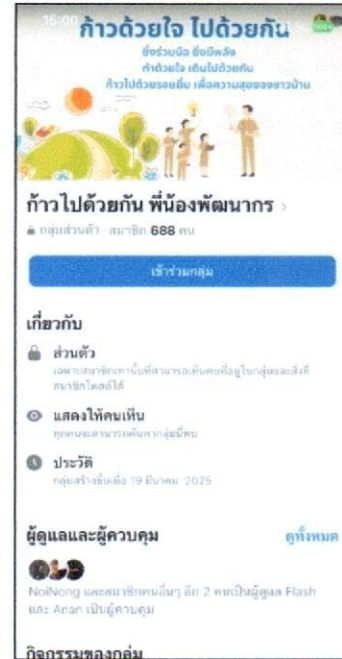 15:00
ก้าวด้วยใจ ไปด้วยกัน
ยิ่งร่วมมือ ยิ่งมีพลัง
ทำด้วยใจ เดินไปด้วยกัน
ก้าวไปด้วยรอยยิ้ม เพื่อความสุขของชาวบ้าน
ก้าวไปด้วยกัน พี่น้องพัฒนากร
กลุ่มส่วนตัว · สมาชิก 688 คน
เข้าร่วมกลุ่ม
เกี่ยวกับ
ส่วนตัว
เฉพาะสมาชิกเท่านั้นที่สามารถเห็นคนที่อยู่ในกลุ่มและสิ่งที่
สมาชิกโพสต์ได้
แสดงให้คนเห็น
ทุกคนจะสามารถค้นหากลุ่มนี้พบ
ประวัติ
กลุ่มสร้างขึ้นเมื่อ 19 มีนาคม 2025
ผู้ดูแลและผู้ควบคุม
ดูทั้งหมด
NoiNong และสมาชิกคนอื่นๆ อีก 2 คนเป็นผู้ดูแล Flash
และ Anan เป็นผู้ควบคุม
กิจกรรมของกลุ่ม